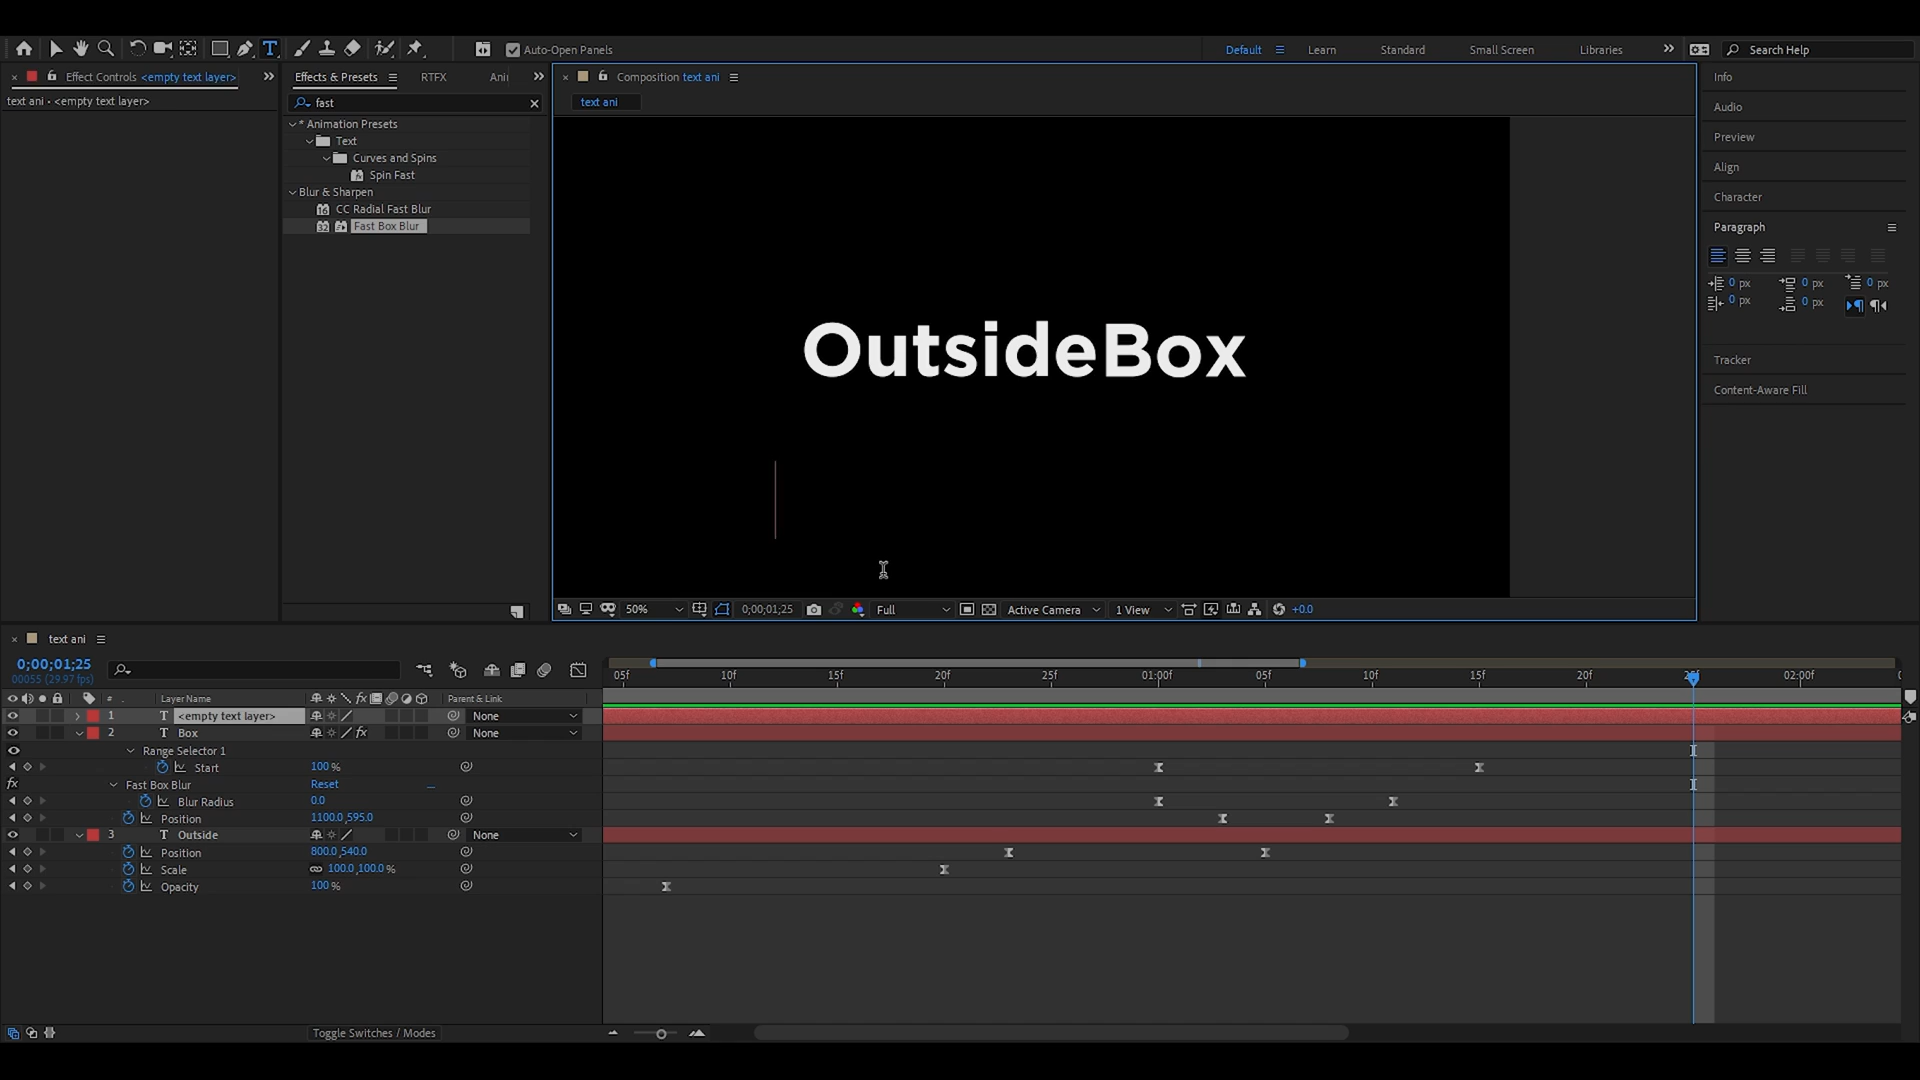 Auto-Open Panels
Default
Learn
Standard
Small Screen
Libraries
Search Help
Effect Controls <empty text layer>
text ani • <empty text layer>
Effects & Presets
RTFX
Ani
fast
* Animation Presets
Text
Curves and Spins
Spin Fast
Blur & Sharpen
CC Radial Fast Blur
Fast Box Blur
Composition text ani
text ani
OutsideBox
50%
0;00;01;25
Full
Active Camera
1 View
+0.0
Info
Audio
Preview
Align
Character
Paragraph
0 px
0 px
0 px
0 px
0 px
Tracker
Content-Aware Fill
text ani
0;00;01;25
00055 (29.97 fps)
05f 10f 15f 20f 25f 01:00f 05f 10f 15f 20f 02:00f
# Layer Name Parent & Link
1 T <empty text layer> None
2 T Box fx None
Range Selector 1
Start 100%
fx Fast Box Blur Reset
Blur Radius 0.0
Position 1100.0,595.0
3 T Outside None
Position 800.0,540.0
Scale 100.0,100.0%
Opacity 100%
Toggle Switches / Modes